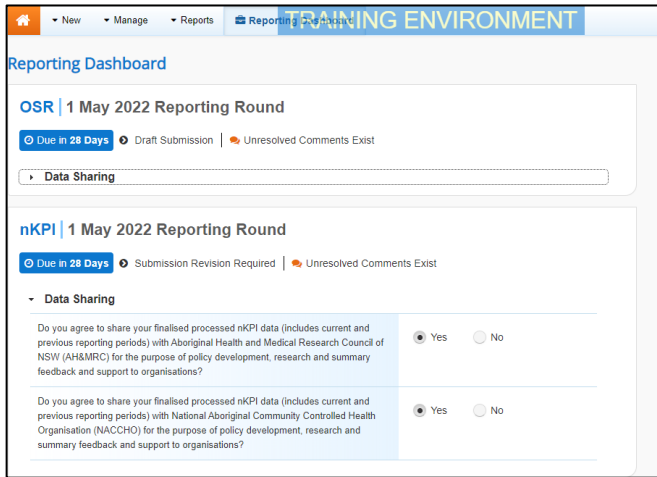 New Manage Reports Reporting Dashboard TRAINING ENVIRONMENT
Reporting Dashboard
OSR | 1 May 2022 Reporting Round
Due in 28 Days Draft Submission | Unresolved Comments Exist
Data Sharing
nKPI | 1 May 2022 Reporting Round
Due in 28 Days Submission Revision Required | Unresolved Comments Exist
Data Sharing
Do you agree to share your finalised processed nKPI data (includes current and
previous reporting periods) with Aboriginal Health and Medical Research Council of
NSW (AH&MRC) for the purpose of policy development, research and summary
feedback and support to organisations?
Yes No
Do you agree to share your finalised processed nKPI data (includes current and
previous reporting periods) with National Aboriginal Community Controlled Health
Organisation (NACCHO) for the purpose of policy development, research and
summary feedback and support to organisations?
Yes No